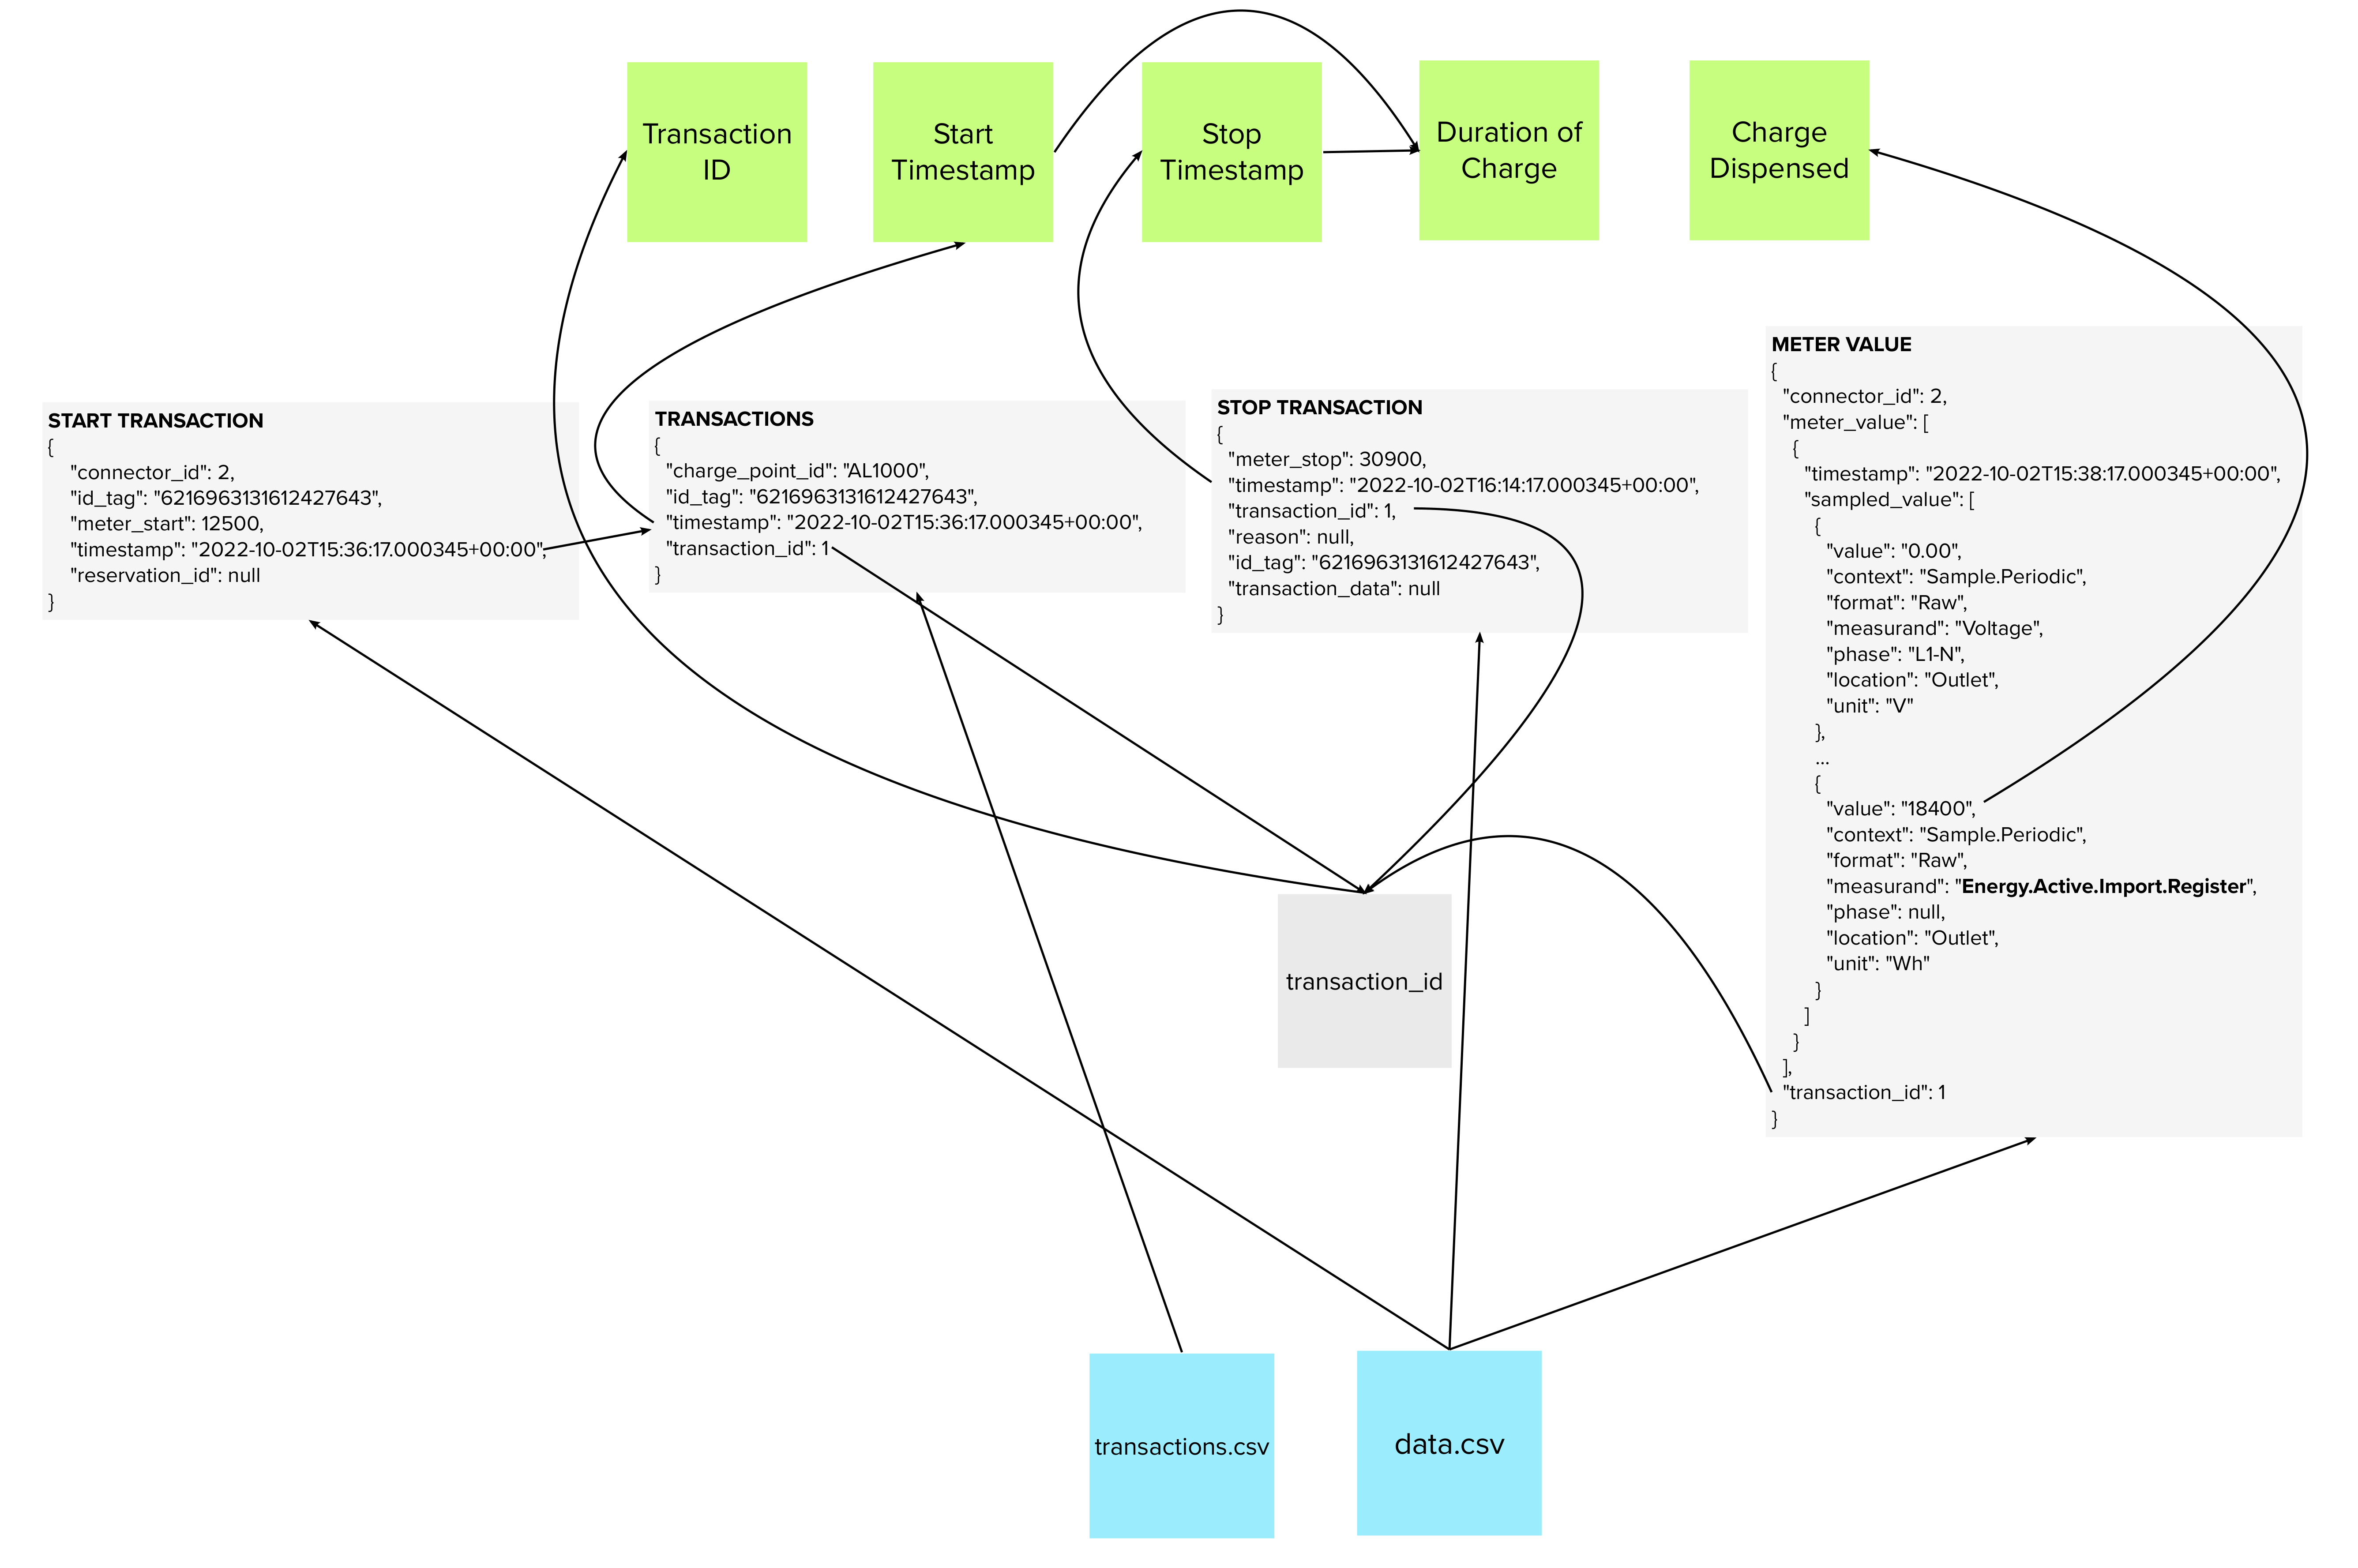 Transaction
ID
Start
Timestamp
Stop
Timestamp
Duration of
Charge
Charge
Dispensed
START TRANSACTION
{
"connector_id": 2,
"id_tag": "6216963131612427643",
"meter_start": 12500,
"timestamp": "2022-10-02T15:36:17.000345+00:00",
"reservation_id": null
}
TRANSACTIONS
{
"charge_point_id": "AL1000",
"id_tag": "6216963131612427643",
"timestamp": "2022-10-02T15:36:17.000345+00:00",
"transaction_id": 1
}
STOP TRANSACTION
{
"meter_stop": 30900,
"timestamp": "2022-10-02T16:14:17.000345+00:00",
"transaction_id": 1,
"reason": null,
"id_tag": "6216963131612427643",
"transaction_data": null
}
METER VALUE
{
"connector_id": 2,
"meter_value": [
{
"timestamp": "2022-10-02T15:38:17.000345+00:00",
"sampled_value": [
{
"value": "0.00",
"context": "Sample.Periodic",
"format": "Raw",
"measurand": "Voltage",
"phase": "L1-N",
"location": "Outlet",
"unit": "V"
},
...
{
"value": "18400",
"context": "Sample.Periodic",
"format": "Raw",
"measurand": "Energy.Active.Import.Register",
"phase": null,
"location": "Outlet",
"unit": "Wh"
}
]
}
],
"transaction_id": 1
}
transaction_id
transactions.csv
data.csv